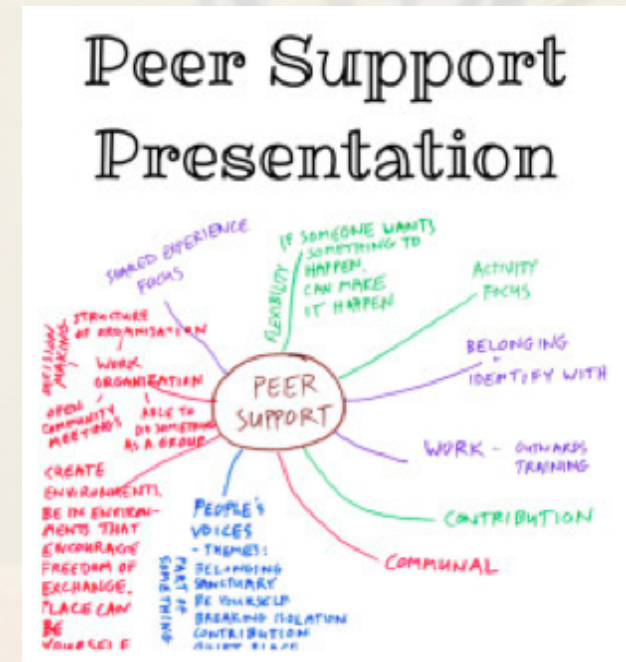 Peer Support
Presentation
SHARED EXPERIENCE
FOCUS
FLEXIBILITY
IF SOMEONE WANTS
SOMETHING TO
HAPPEN,
CAN MAKE
IT HAPPEN
ACTIVITY
FOCUS
BELONGING
IDENTIFY WITH
WORK - OUTWARDS
TRAINING
CONTRIBUTION
COMMUNAL
PEER
SUPPORT
DECISION
MAKING
STRUCTURE
OF ORGANISATION
WORK
ORGANIZATION
OPEN
COMMUNITY
MEETINGS
ABLE TO
DO SOMETHING
AS A GROUP
CREATE
ENVIRONMENTS.
BE IN ENVIRON-
MENTS THAT
ENCOURAGE
FREEDOM OF
EXCHANGE.
PLACE CAN
BE
YOURSELF
PEOPLE'S
VOICES
- THEMES:
BELONGING
SANCTUARY
BE YOURSELF
BREAKING ISOLATION
CONTRIBUTION
PART OF
SOMETHING